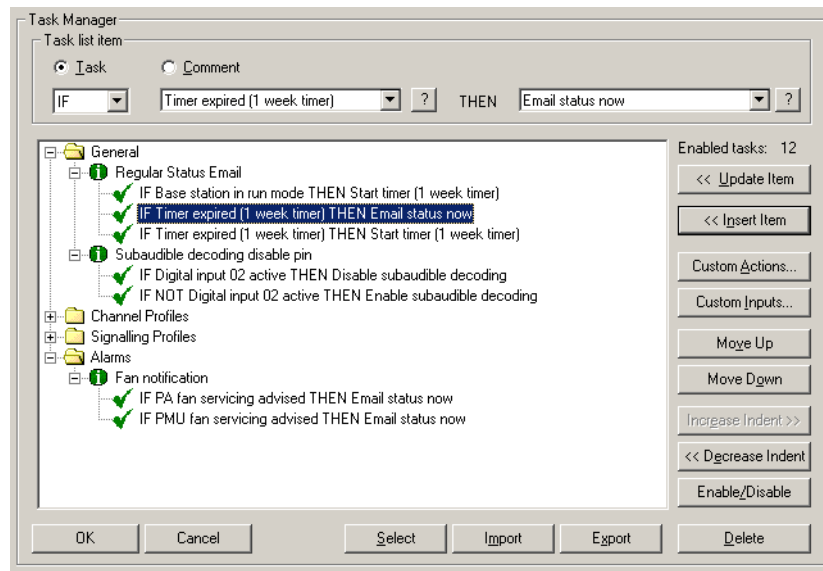 Task Manager
Task list item
Task Comment
IF Timer expired (1 week timer) ? THEN Email status now ?
Enabled tasks: 12
General
Regular Status Email
IF Base station in run mode THEN Start timer (1 week timer)
IF Timer expired (1 week timer) THEN Email status now
IF Timer expired (1 week timer) THEN Start timer (1 week timer)
Subaudible decoding disable pin
IF Digital input 02 active THEN Disable subaudible decoding
IF NOT Digital input 02 active THEN Enable subaudible decoding
Channel Profiles
Signalling Profiles
Alarms
Fan notification
IF PA fan servicing advised THEN Email status now
IF PMU fan servicing advised THEN Email status now
<< Update Item
<< Insert Item
Custom Actions...
Custom Inputs...
Move Up
Move Down
Increase Indent >>
<< Decrease Indent
Enable/Disable
OK Cancel Select Import Export Delete